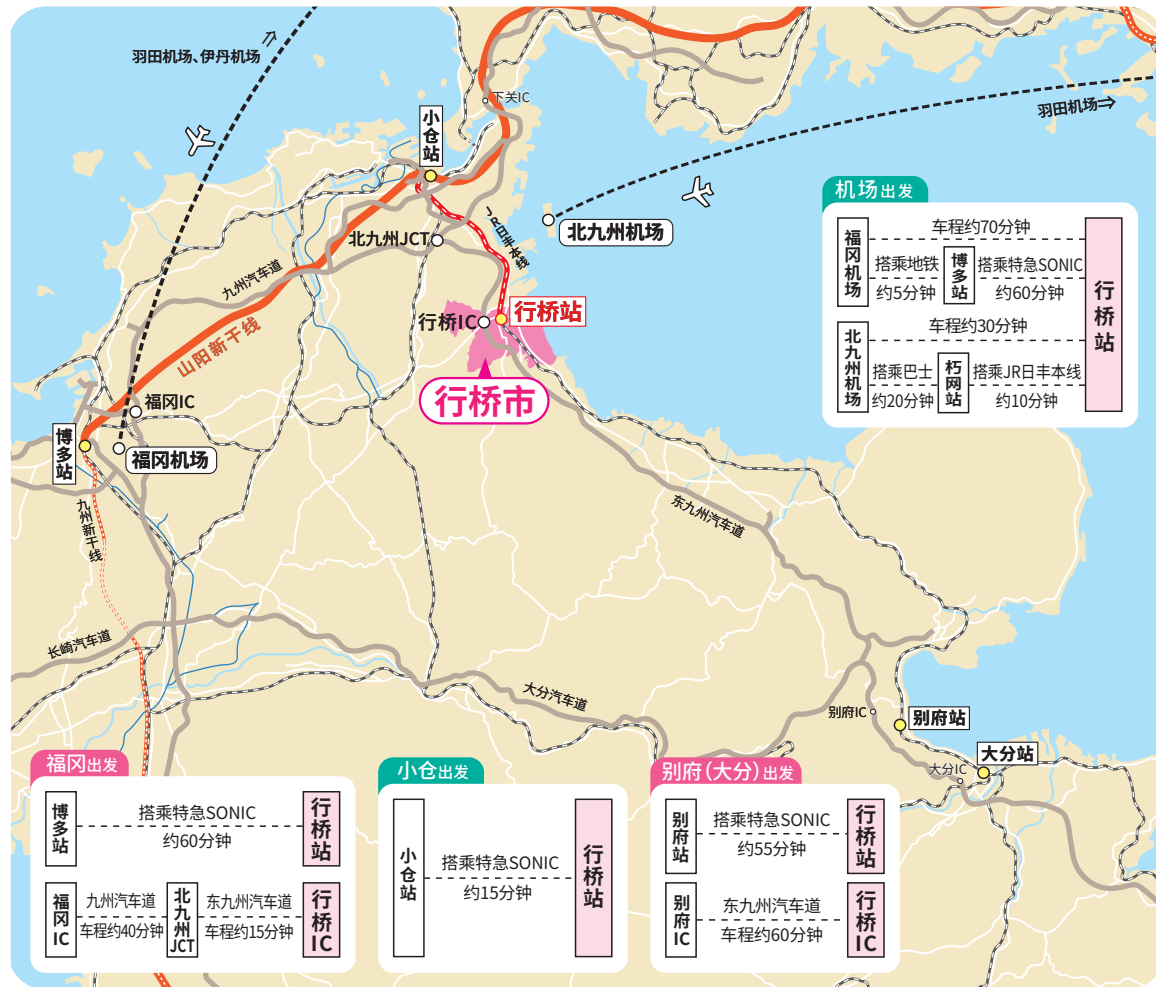 羽田机场、伊丹机场
下关IC
小仓站
羽田机场
北九州机场
JR日丰本线
北九州JCT
九州汽车道
山阳新干线
行桥IC
行桥站
行桥市
福冈IC
博多站
福冈机场
九州新干线
东九州汽车道
长崎汽车道
大分汽车道
别府IC
别府站
大分站
大分IC
机场出发
福冈机场
车程约70分钟
搭乘地铁
约5分钟
博多站
搭乘特急SONIC
约60分钟
北九州机场
车程约30分钟
搭乘巴士
约20分钟
朽网站
搭乘JR日丰本线
约10分钟
行桥站
福冈出发
博多站
搭乘特急SONIC
约60分钟
行桥站
福冈IC
九州汽车道
车程约40分钟
北九州JCT
东九州汽车道
车程约15分钟
行桥IC
小仓出发
小仓站
搭乘特急SONIC
约15分钟
行桥站
别府(大分)出发
别府站
搭乘特急SONIC
约55分钟
行桥站
别府IC
东九州汽车道
车程约60分钟
行桥IC